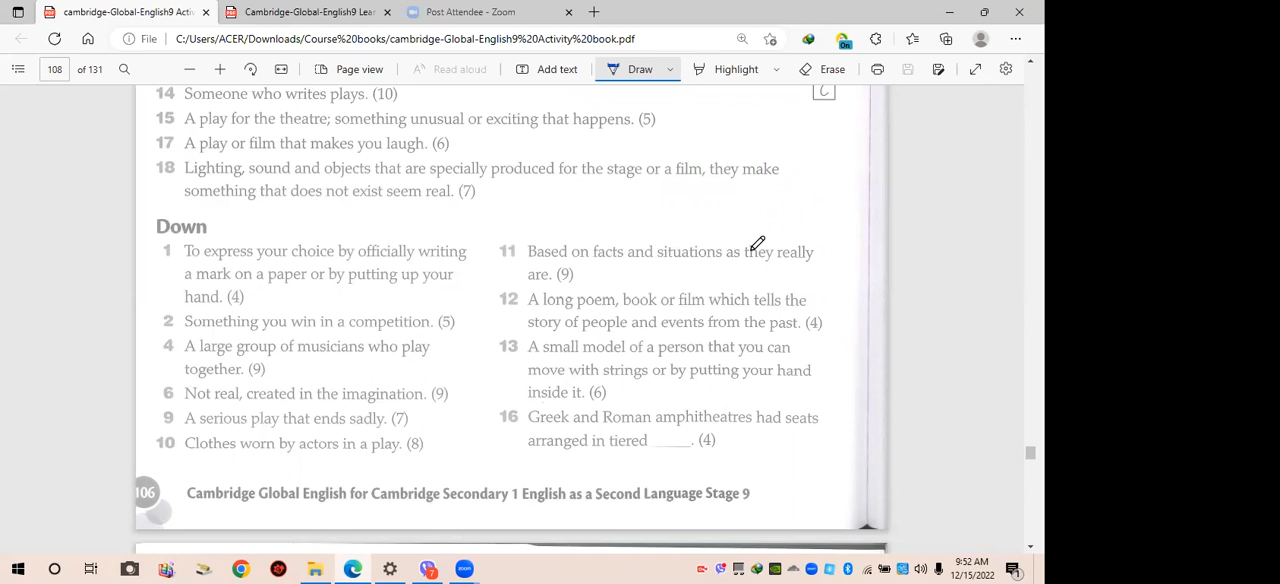 cambridge-Global-English9 Acti
Cambridge-Global-English9 Lear
Post Attendee - Zoom
File
C:/Users/ACER/Downloads/Course%20books/cambridge-Global-English9%20Activity%20book.pdf
On
108 of 131
Page view
Read aloud
Add text
Draw
Highlight
Erase
14 Someone who writes plays. (10)
C
15 A play for the theatre; something unusual or exciting that happens. (5)
17 A play or film that makes you laugh. (6)
18 Lighting, sound and objects that are specially produced for the stage or a film, they make
something that does not exist seem real. (7)
Down
1 To express your choice by officially writing
a mark on a paper or by putting up your
hand. (4)
2 Something you win in a competition. (5)
4 A large group of musicians who play
together. (9)
6 Not real, created in the imagination. (9)
9 A serious play that ends sadly. (7)
10 Clothes worn by actors in a play. (8)
11 Based on facts and situations as they really
are. (9)
12 A long poem, book or film which tells the
story of people and events from the past. (4)
13 A small model of a person that you can
move with strings or by putting your hand
inside it. (6)
16 Greek and Roman amphitheatres had seats
arranged in tiered _____. (4)
106 Cambridge Global English for Cambridge Secondary 1 English as a Second Language Stage 9
7
zoom
9:52 AM
12/15/2022
1